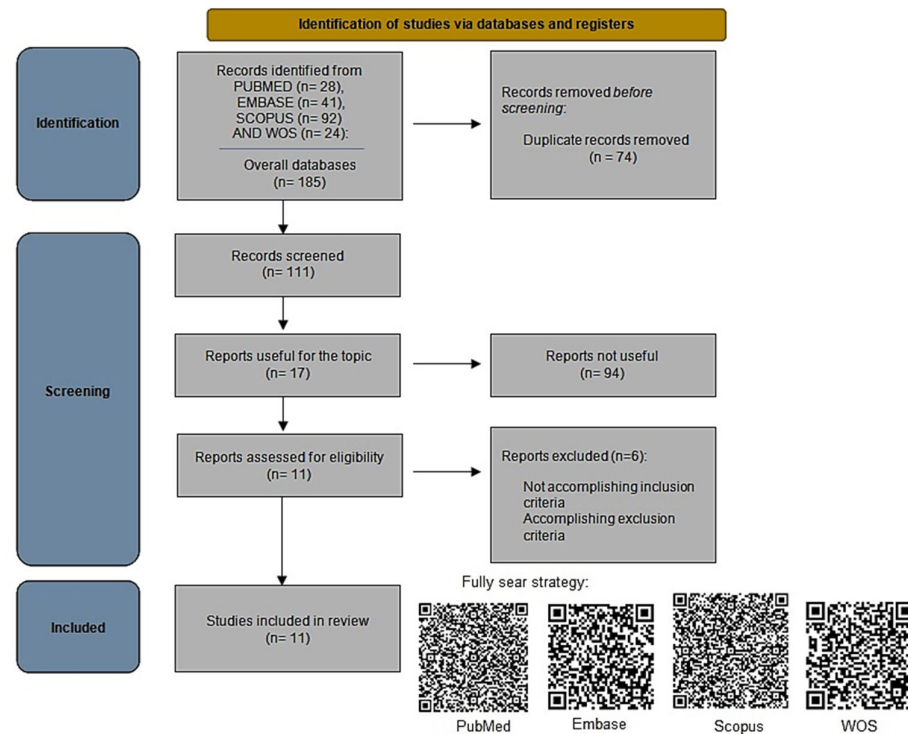 Identification of studies via databases and registers
Identification
Records identified from
PUBMED (n= 28),
EMBASE (n= 41),
SCOPUS (n= 92)
AND WOS (n= 24):
Overall databases
(n= 185)
Records removed before
screening:
Duplicate records removed
(n = 74)
Screening
Records screened
(n= 111)
Reports useful for the topic
(n= 17)
Reports not useful
(n= 94)
Reports assessed for eligibility
(n= 11)
Reports excluded (n=6):
Not accomplishing inclusion
criteria
Accomplishing exclusion
criteria
Included
Studies included in review
(n= 11)
Fully sear strategy:
PubMed
Embase
Scopus
WOS